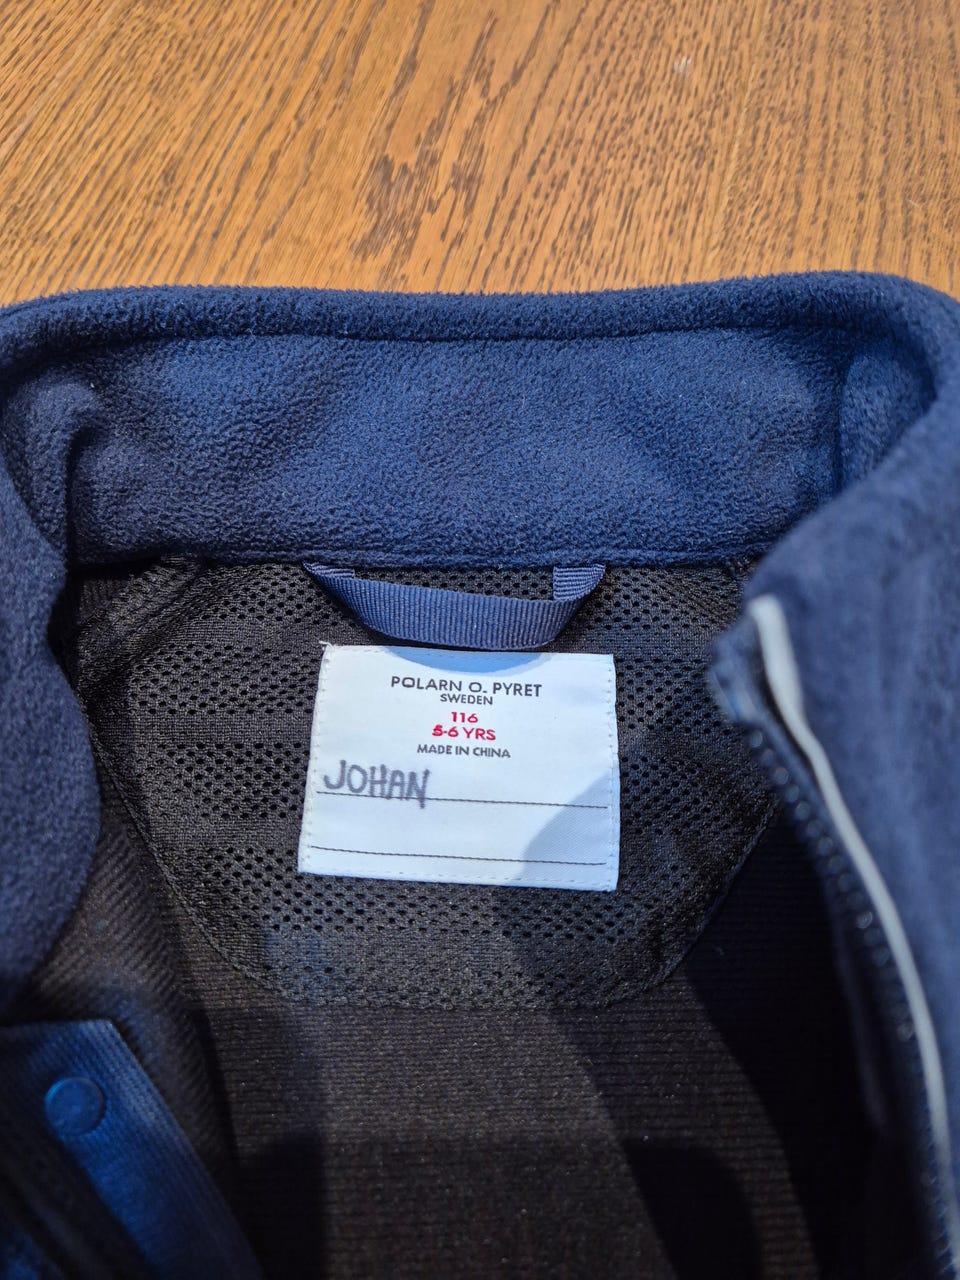 POLARN O. PYRET
SWEDEN
116
5-6 YRS
MADE IN CHINA
JOHAN